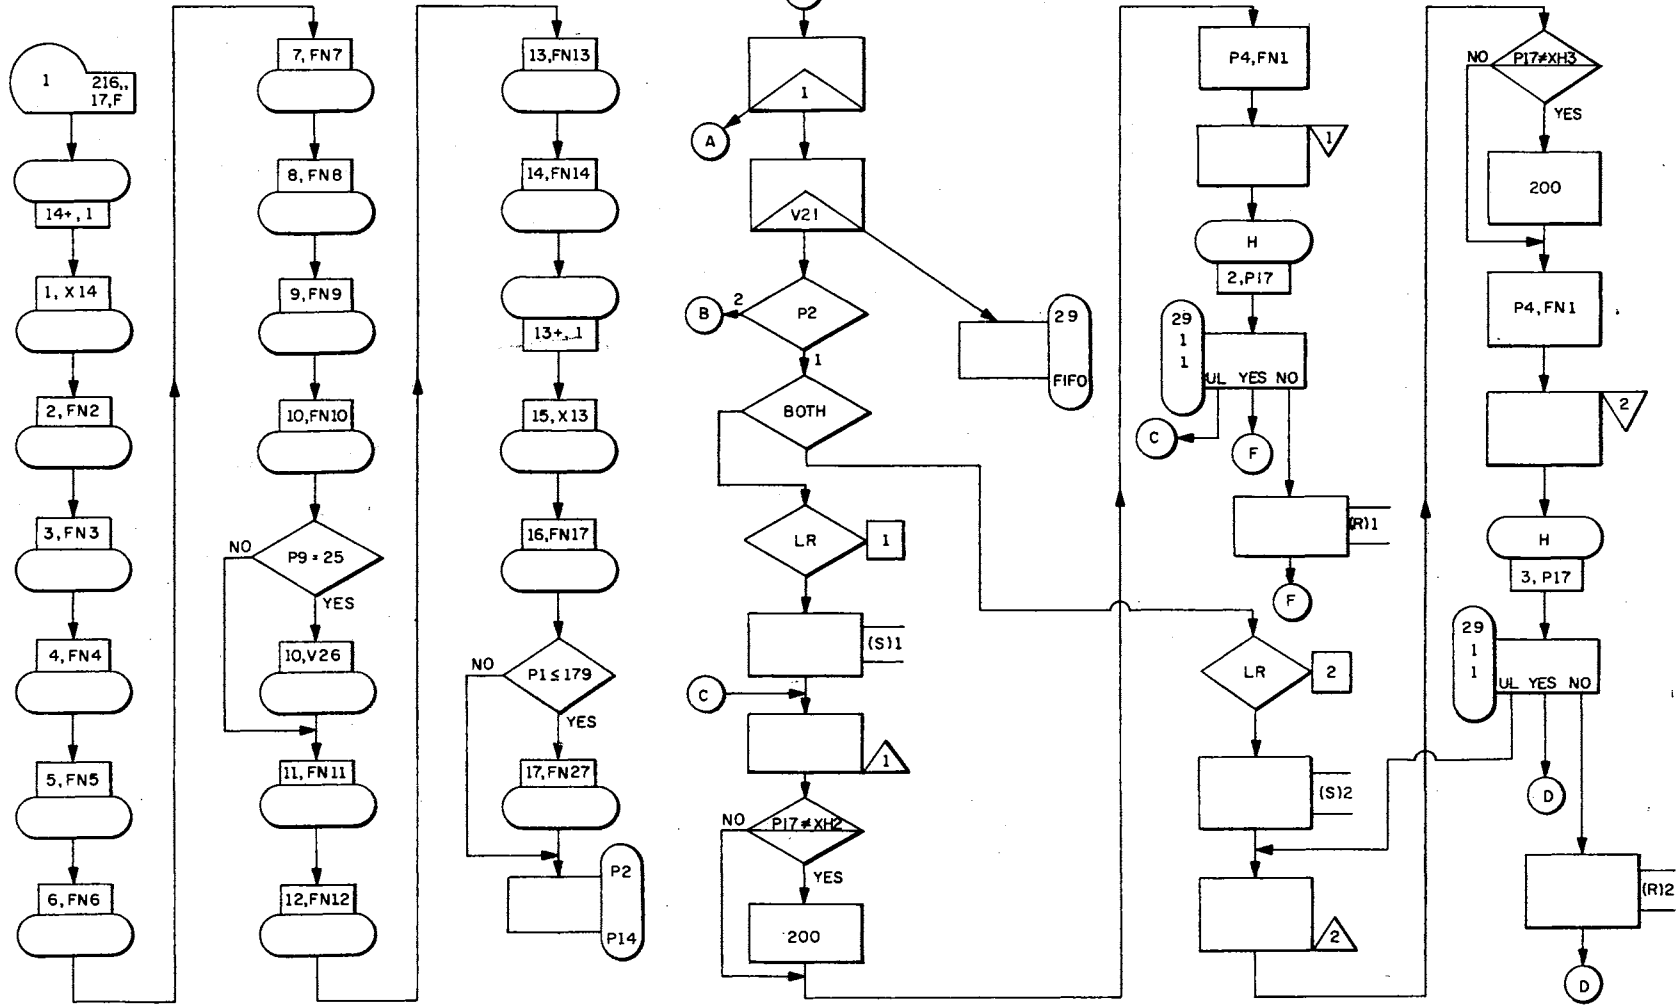 1
216,,
17,F
14+, 1
1, X14
2, FN2
3, FN3
4, FN4
5, FN5
6, FN6
7, FN7
8, FN8
9, FN9
10, FN10
P9 = 25
NO
YES
10, V26
11, FN11
12, FN12
13, FN13
14, FN14
13+, 1
15, X13
16, FN17
P1 ≤ 179
NO
YES
17, FN27
P2
P14
1
A
V21
29
FIFO
P2
2
B
1
BOTH
LR
1
(S)1
C
1
P17≠XH2
NO
YES
200
P4, FN1
1
H
2, P17
29
1
1
UL YES NO
C
F
(R)1
F
LR
2
(S)2
2
P17≠XH3
NO
YES
200
P4, FN1
2
H
3, P17
29
1
1
UL YES NO
D
(R)2
D